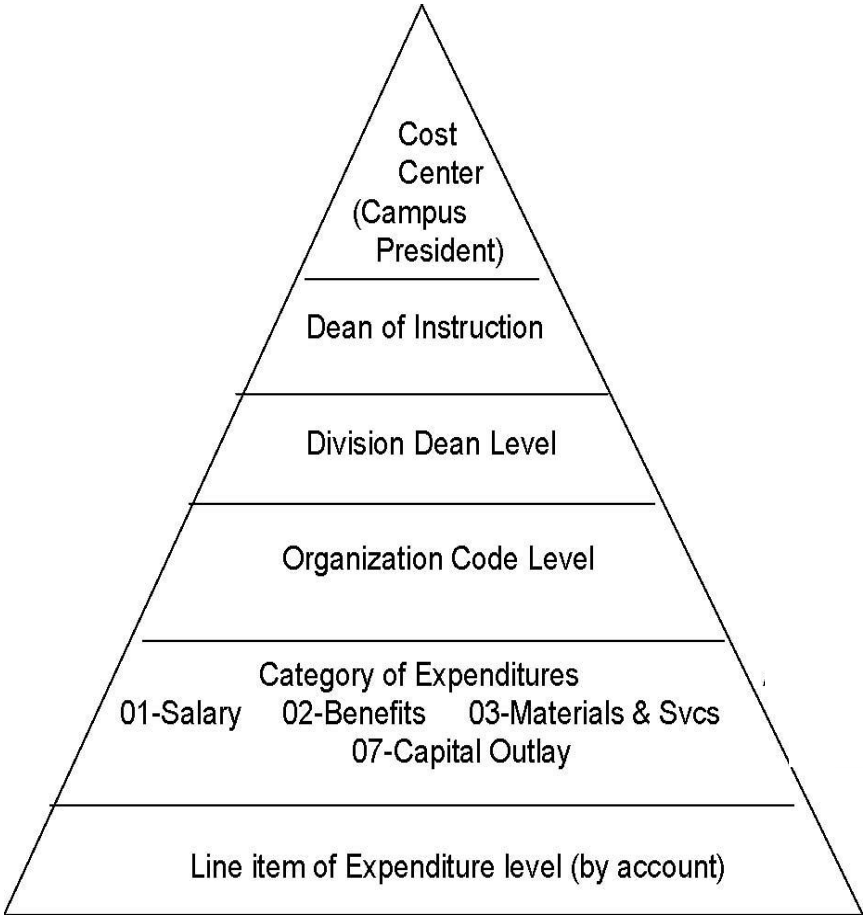 Cost
Center
(Campus
President)
Dean of Instruction
Division Dean Level
Organization Code Level
Category of Expenditures
01-Salary 02-Benefits 03-Materials & Svcs
07-Capital Outlay
Line item of Expenditure level (by account)